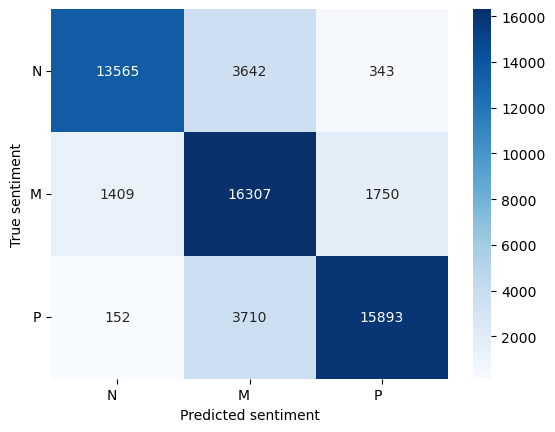 16000
N 13565 3642 343
14000
12000
True sentiment
10000
M 1409 16307 1750
8000
6000
P 152 3710 15893
4000
2000
N M P
Predicted sentiment